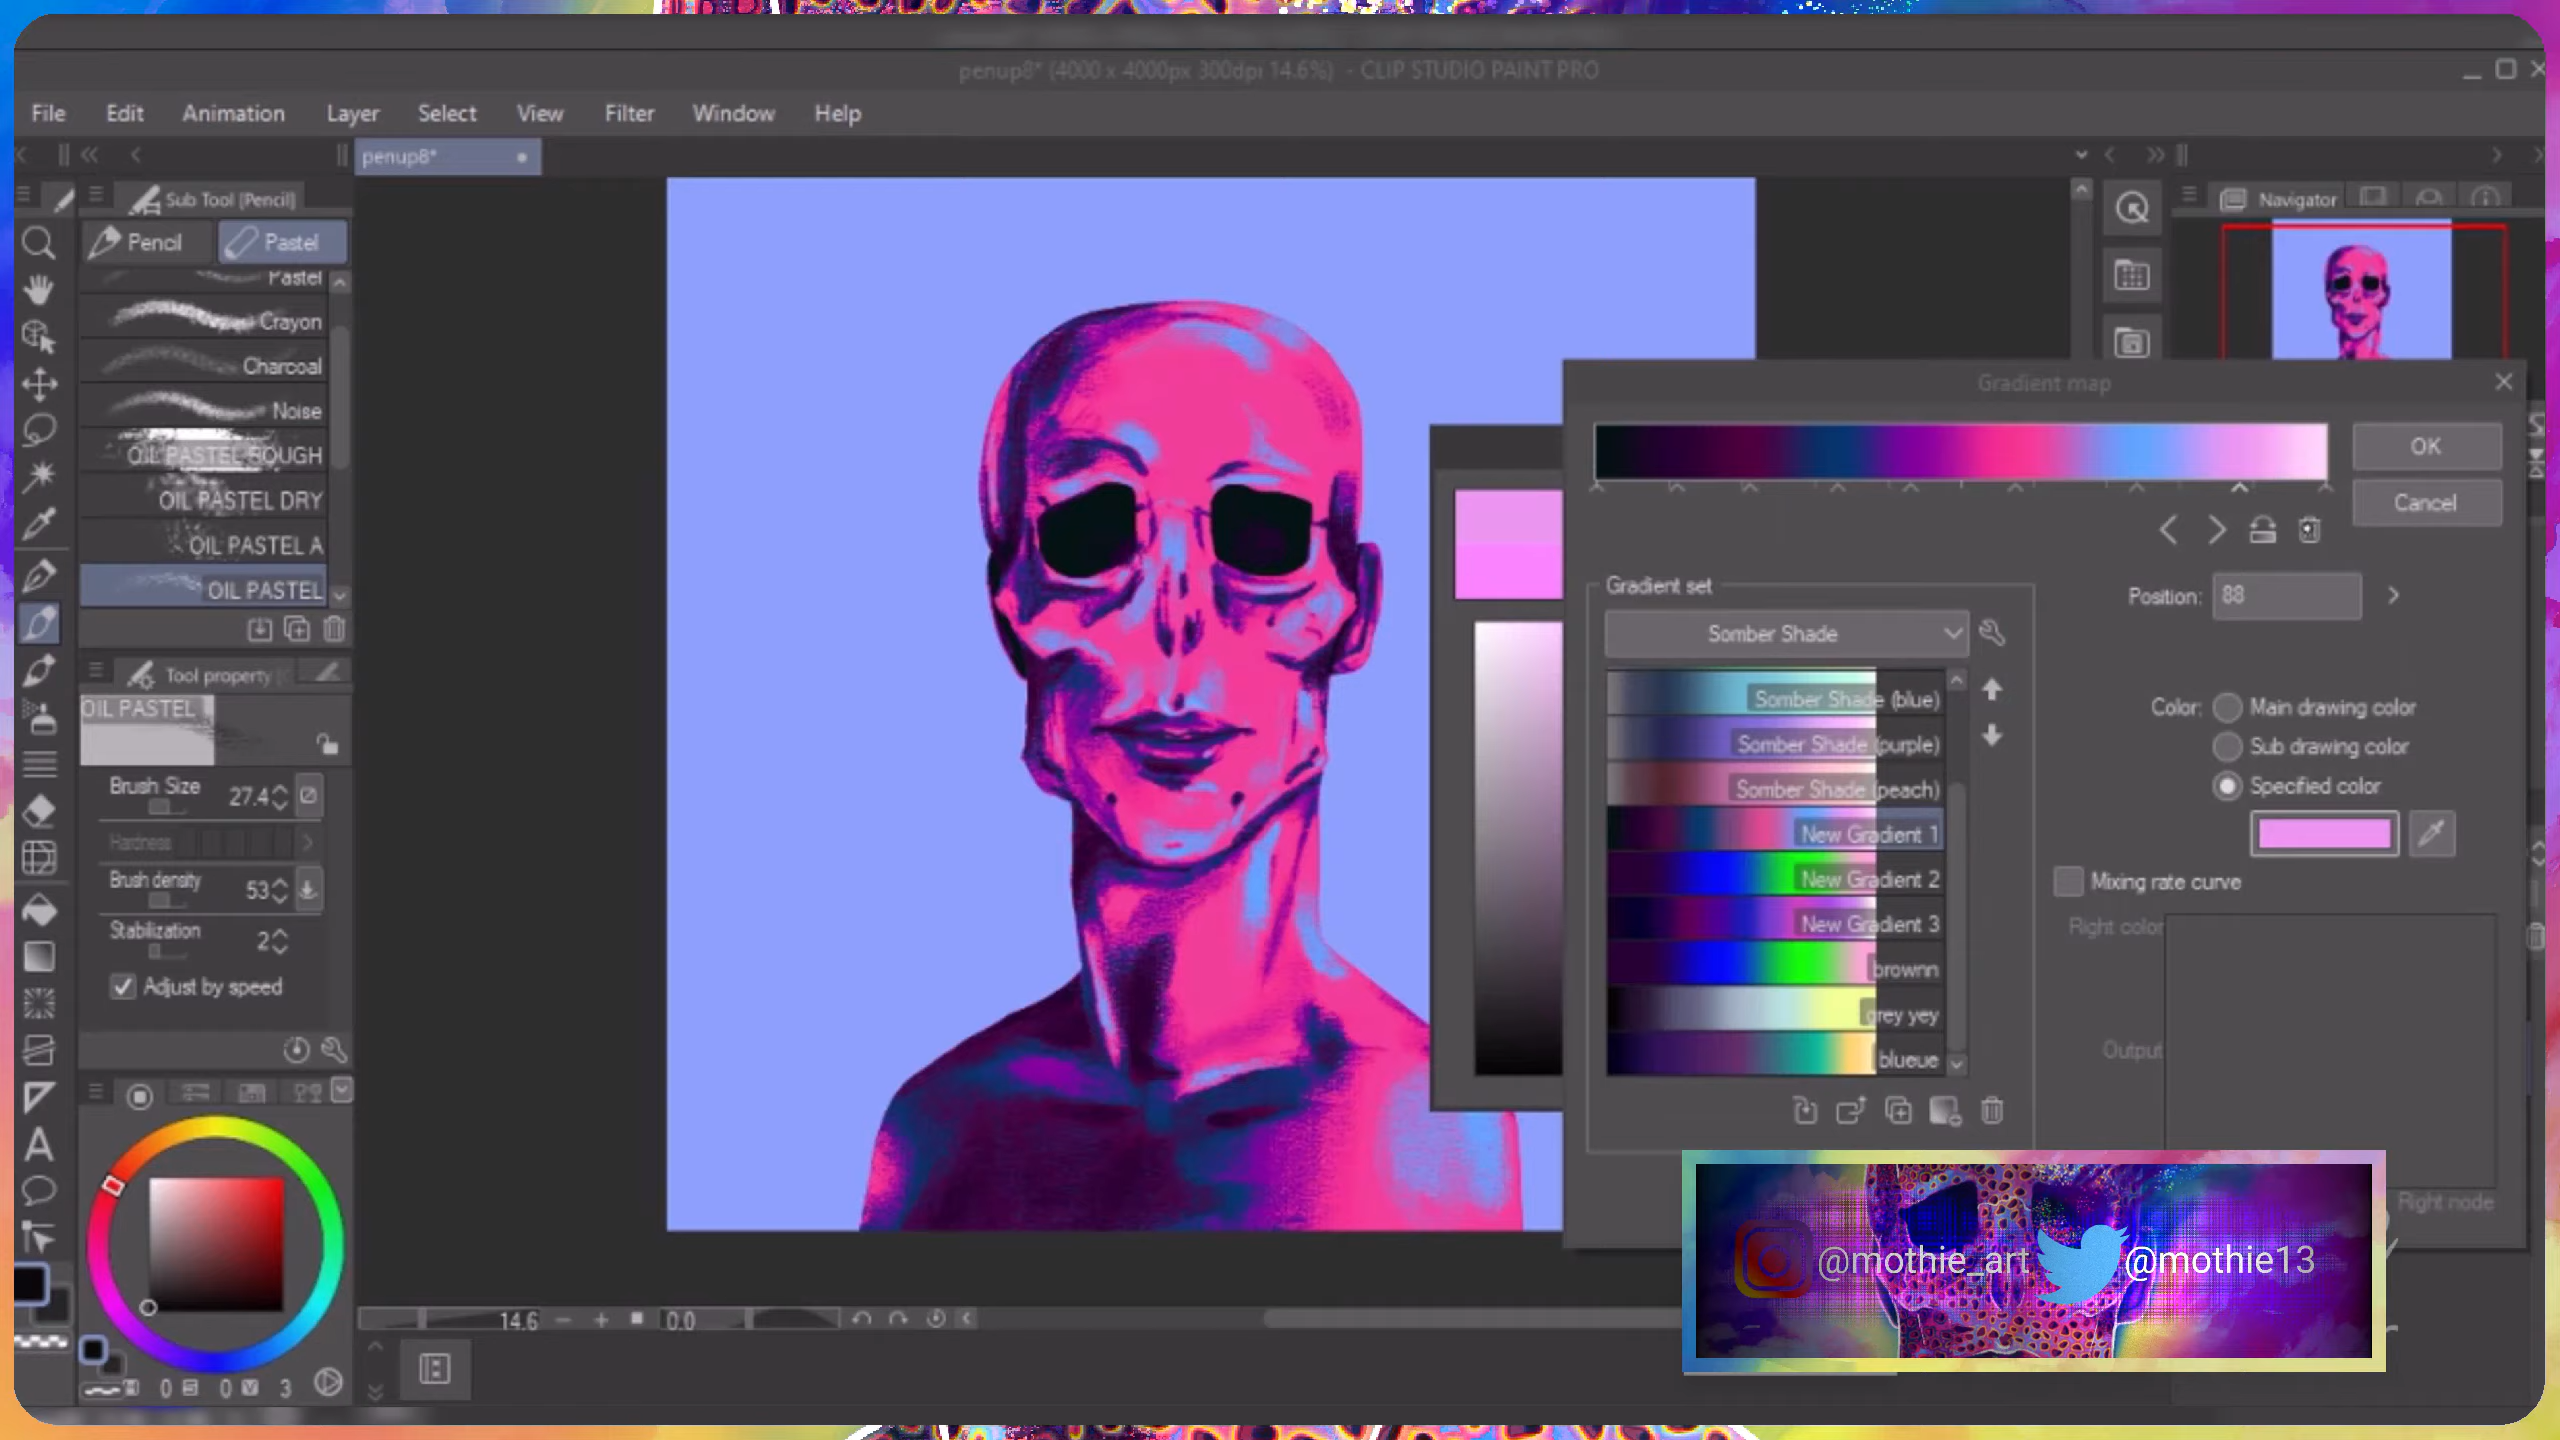 penup8* (4000 x 4000px 300dpi 14.6%) - CLIP STUDIO PAINT PRO
File Edit Animation Layer Select View Filter Window Help
penup8*
Sub Tool [Pencil]
Pencil Pastel
Pastel
Crayon
Charcoal
Noise
OIL PASTEL ROUGH
OIL PASTEL DRY
OIL PASTEL A
OIL PASTEL
Tool property
OIL PASTEL
Brush Size 27.4
Hardness
Brush density 53
Stabilization 2
Adjust by speed
0 0 3
14.6 0.0
Navigator
Gradient map
OK
Cancel
Position: 88
Gradient set
Somber Shade
Somber Shade (blue)
Somber Shade (purple)
Somber Shade (peach)
New Gradient 1
New Gradient 2
New Gradient 3
brownn
grey yey
blueue
Color: Main drawing color
Sub drawing color
Specified color
Mixing rate curve
Right color
Output
Right node
@mothie_art @mothie13